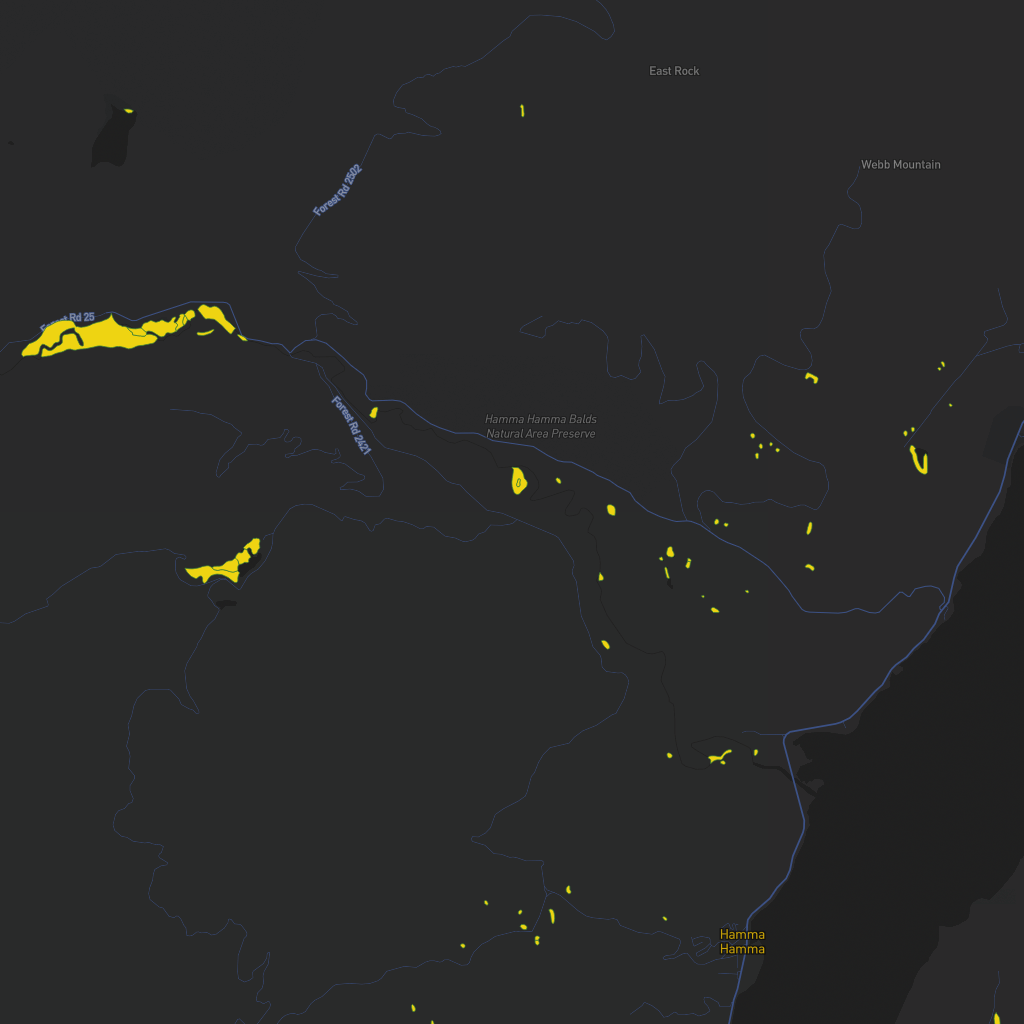 East Rock
Webb Mountain
Forest Rd 2502
Forest Rd 25
Forest Rd 2421
Hamma Hamma Balds
Natural Area Preserve
Hamma
Hamma